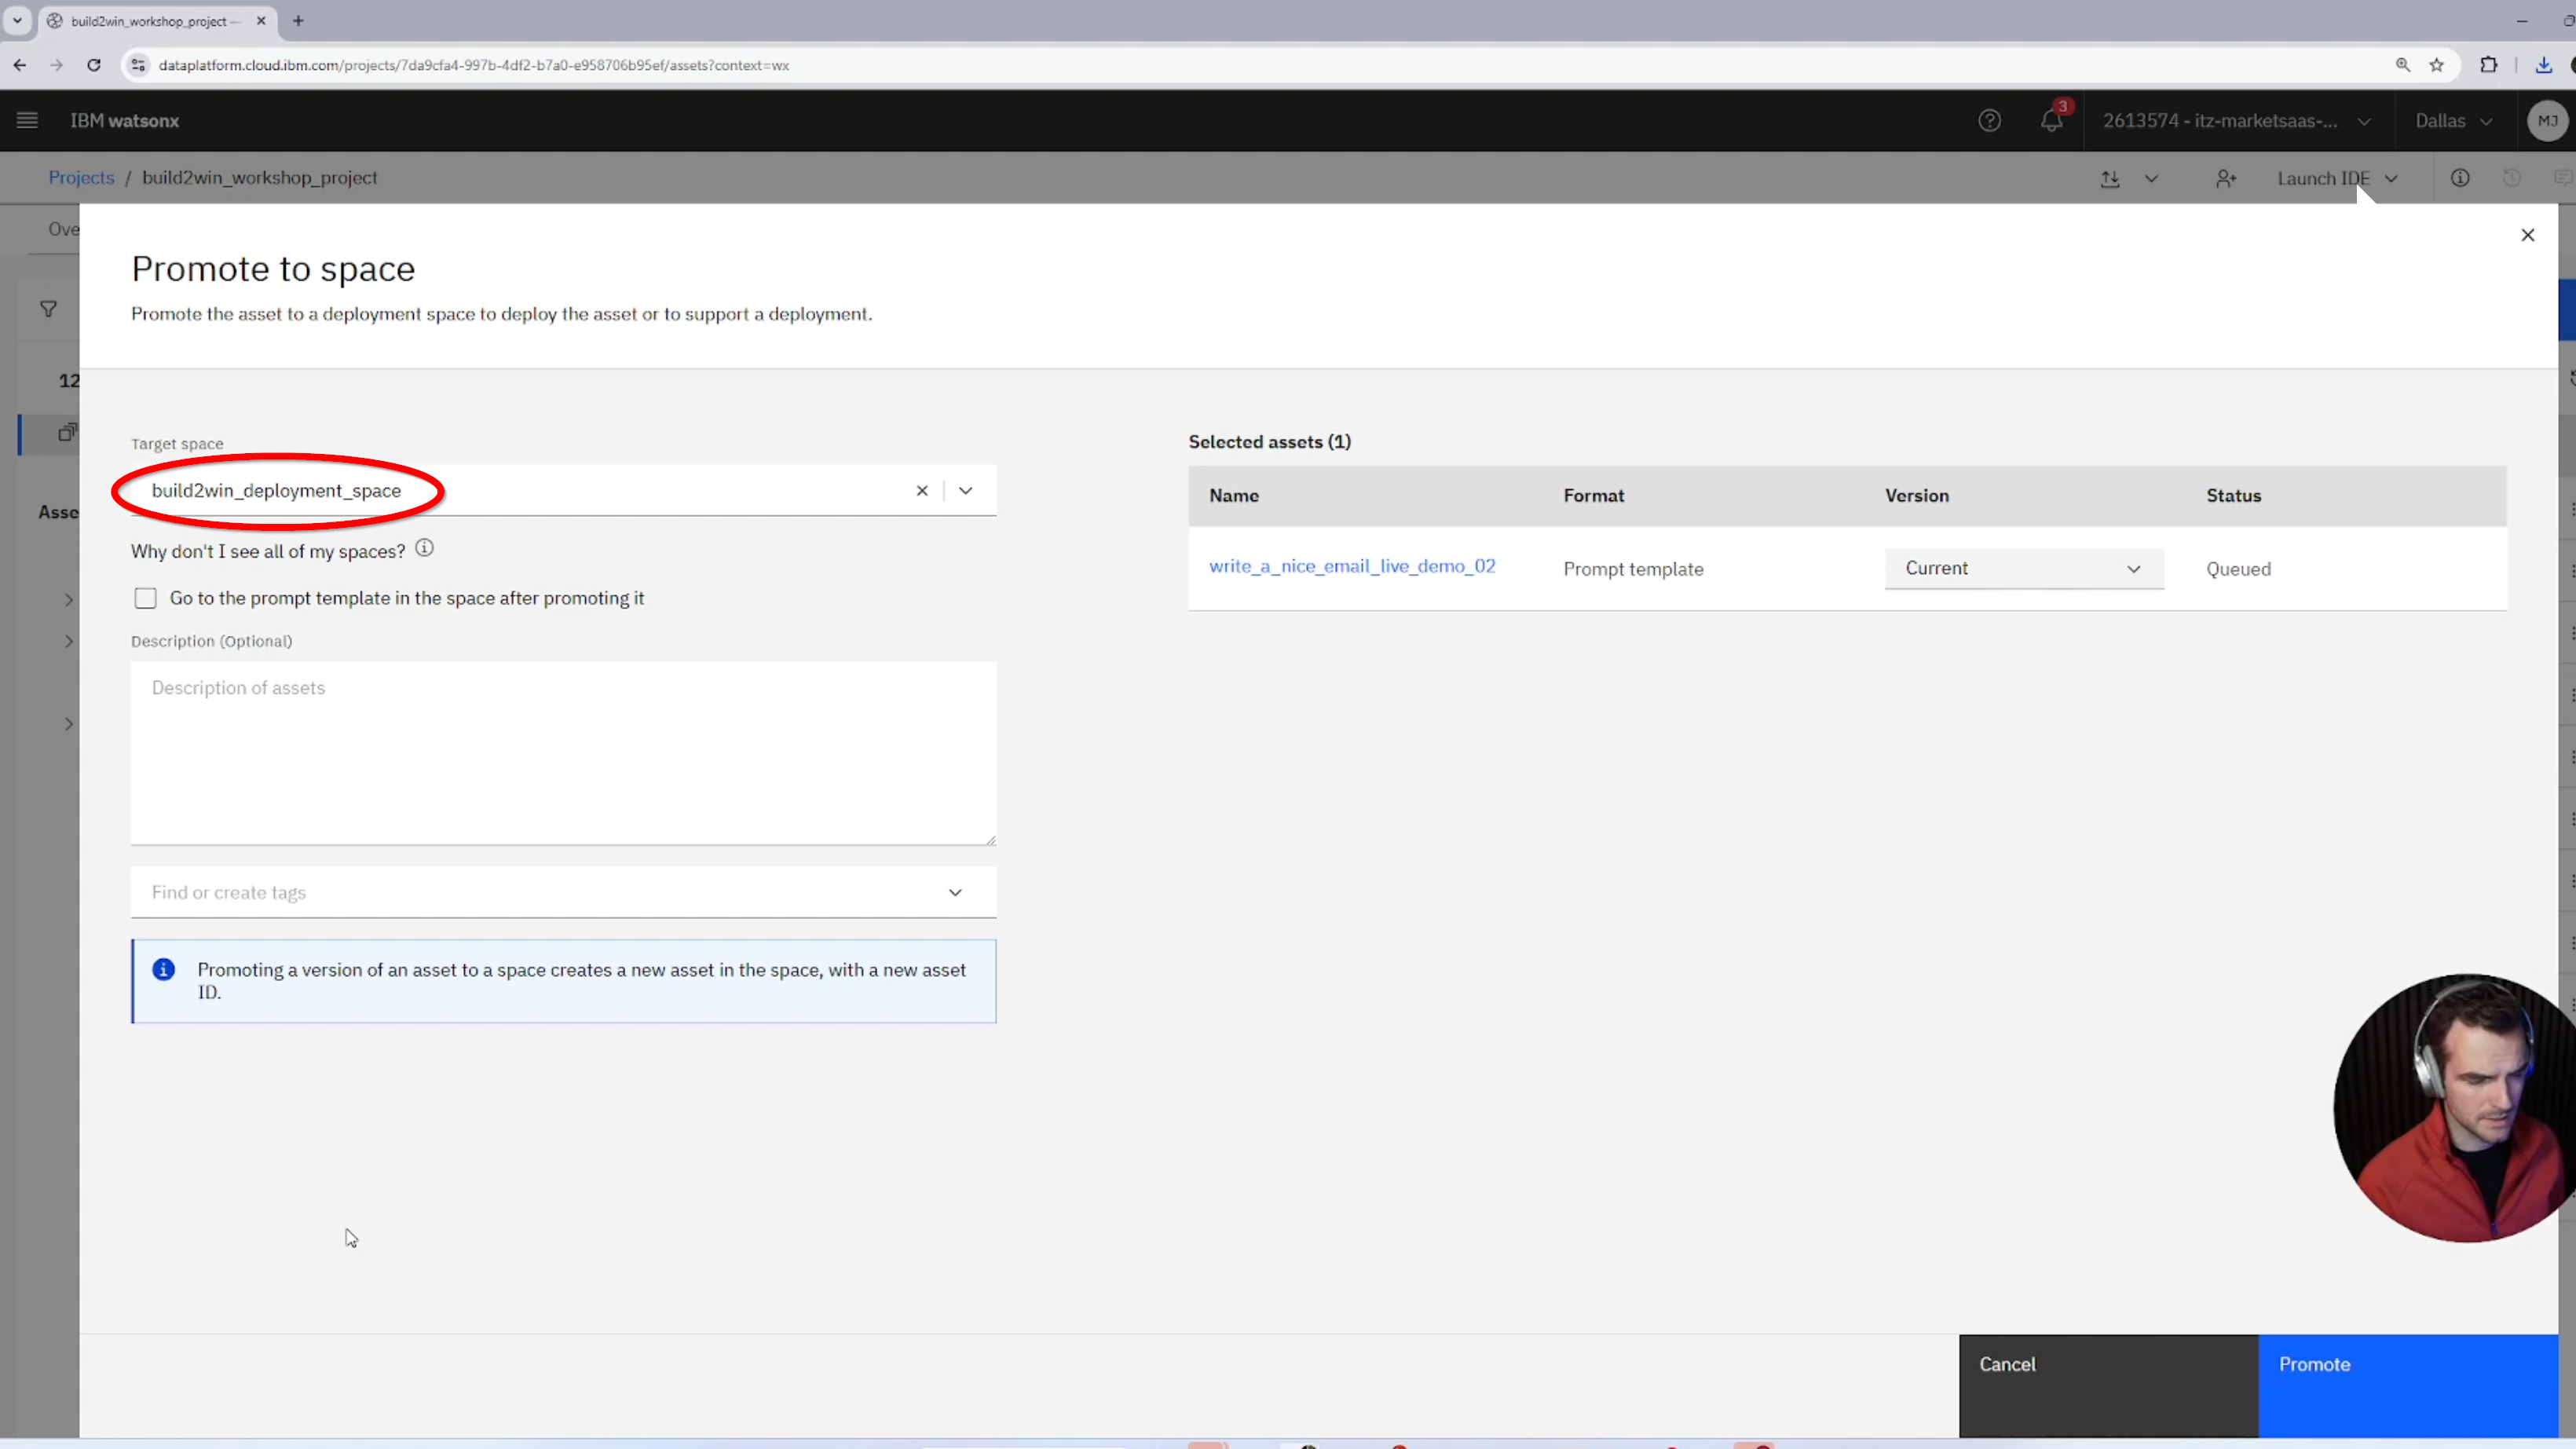 build2win_workshop_project —
dataplatform.cloud.ibm.com/projects/7da9cfa4-997b-4df2-b7a0-e958706b95ef/assets?context=wx
IBM watsonx
3
2613574 - itz-marketsaas-...
Dallas
MJ
Projects / build2win_workshop_project
Launch IDE
Ove
Promote to space
Promote the asset to a deployment space to deploy the asset or to support a deployment.
12
Asse
Target space
build2win_deployment_space
Why don't I see all of my spaces?
Go to the prompt template in the space after promoting it
Description (Optional)
Description of assets
Find or create tags
Promoting a version of an asset to a space creates a new asset in the space, with a new asset
ID.
Selected assets (1)
Name Format Version Status
write_a_nice_email_live_demo_02 Prompt template Current Queued
Cancel
Promote